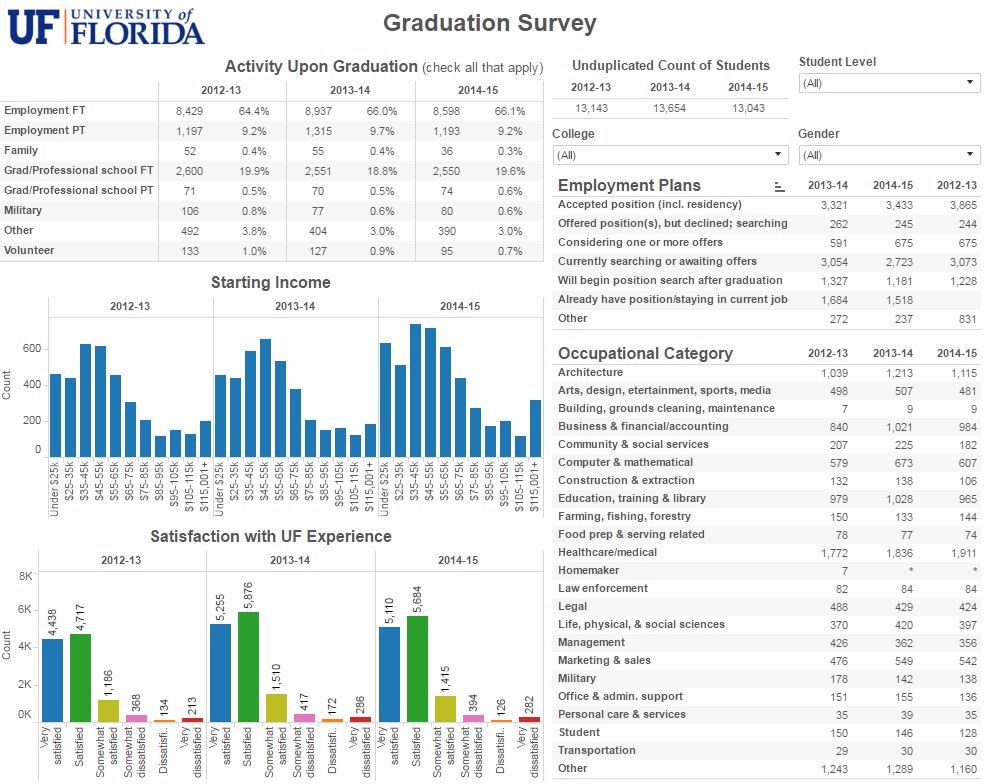 UF UNIVERSITY of FLORIDA
Graduation Survey
Activity Upon Graduation (check all that apply)
2012-13 2013-14 2014-15
Employment FT 8,429 64.4% 8,937 66.0% 8,598 66.1%
Employment PT 1,197 9.2% 1,315 9.7% 1,193 9.2%
Family 52 0.4% 55 0.4% 36 0.3%
Grad/Professional school FT 2,600 19.9% 2,551 18.8% 2,550 19.6%
Grad/Professional school PT 71 0.5% 70 0.5% 74 0.6%
Military 106 0.8% 77 0.6% 80 0.6%
Other 492 3.8% 404 3.0% 390 3.0%
Volunteer 133 1.0% 127 0.9% 95 0.7%
Unduplicated Count of Students
2012-13 2013-14 2014-15
13,143 13,654 13,043
Student Level
(All)
College
(All)
Gender
(All)
Starting Income
2012-13 2013-14 2014-15
Count
600
400
200
0
Under $25k $25-35k $35-45k $45-55k $55-65k $65-75k $75-85k $85-95k $95-105k $105-115k $115,001+
Under $25k $25-35k $35-45k $45-55k $55-65k $65-75k $75-85k $85-95k $95-105k $105-115k $115,001+
Under $25k $25-35k $35-45k $45-55k $55-65k $65-75k $75-85k $85-95k $95-105k $105-115k $115,001+
Satisfaction with UF Experience
2012-13 2013-14 2014-15
Count
8K
6K
4K
2K
0K
4,438 4,717 1,186 368 134 213
5,255 5,876 1,510 417 172 286
5,110 5,684 1,415 394 126 282
Very satisfied Satisfied Somewhat satisfied Somewhat dissatisfied Dissatisfi.. Very dissatisfied
Very satisfied Satisfied Somewhat satisfied Somewhat dissatisfied Dissatisfi.. Very dissatisfied
Very satisfied Satisfied Somewhat satisfied Somewhat dissatisfied Dissatisfi.. Very dissatisfied
Employment Plans 2013-14 2014-15 2012-13
Accepted position (incl. residency) 3,321 3,433 3,865
Offered position(s), but declined; searching 262 245 244
Considering one or more offers 591 675 675
Currently searching or awaiting offers 3,054 2,723 3,073
Will begin position search after graduation 1,327 1,181 1,228
Already have position/staying in current job 1,684 1,518
Other 272 237 831
Occupational Category 2012-13 2013-14 2014-15
Architecture 1,039 1,213 1,115
Arts, design, etertainment, sports, media 498 507 481
Building, grounds cleaning, maintenance 7 9 9
Business & financial/accounting 840 1,021 984
Community & social services 207 225 182
Computer & mathematical 579 673 607
Construction & extraction 132 138 106
Education, training & library 979 1,028 965
Farming, fishing, forestry 150 133 144
Food prep & serving related 78 77 74
Healthcare/medical 1,772 1,836 1,911
Homemaker 7 * *
Law enforcement 82 84 84
Legal 488 429 424
Life, physical, & social sciences 370 420 397
Management 426 362 356
Marketing & sales 476 549 542
Military 178 142 138
Office & admin. support 151 155 136
Personal care & services 35 39 35
Student 150 146 128
Transportation 29 30 30
Other 1,243 1,289 1,160